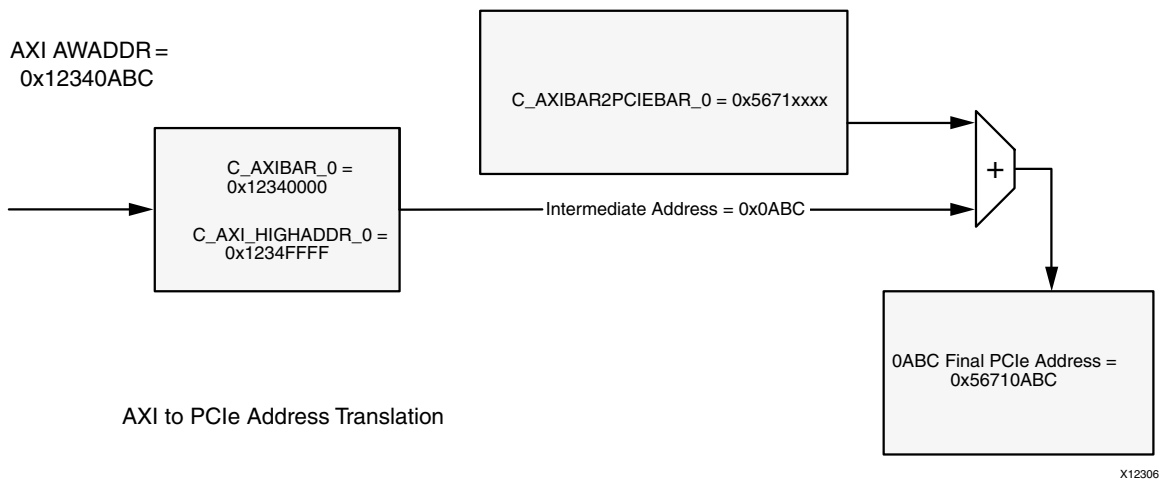 AXI AWADDR =
0x12340ABC
C_AXIBAR2PCIEBAR_0 = 0x5671xxxx
C_AXIBAR_0 =
0x12340000
C_AXI_HIGHADDR_0 =
0x1234FFFF
Intermediate Address = 0x0ABC
+
0ABC Final PCIe Address =
0x56710ABC
AXI to PCIe Address Translation
X12306